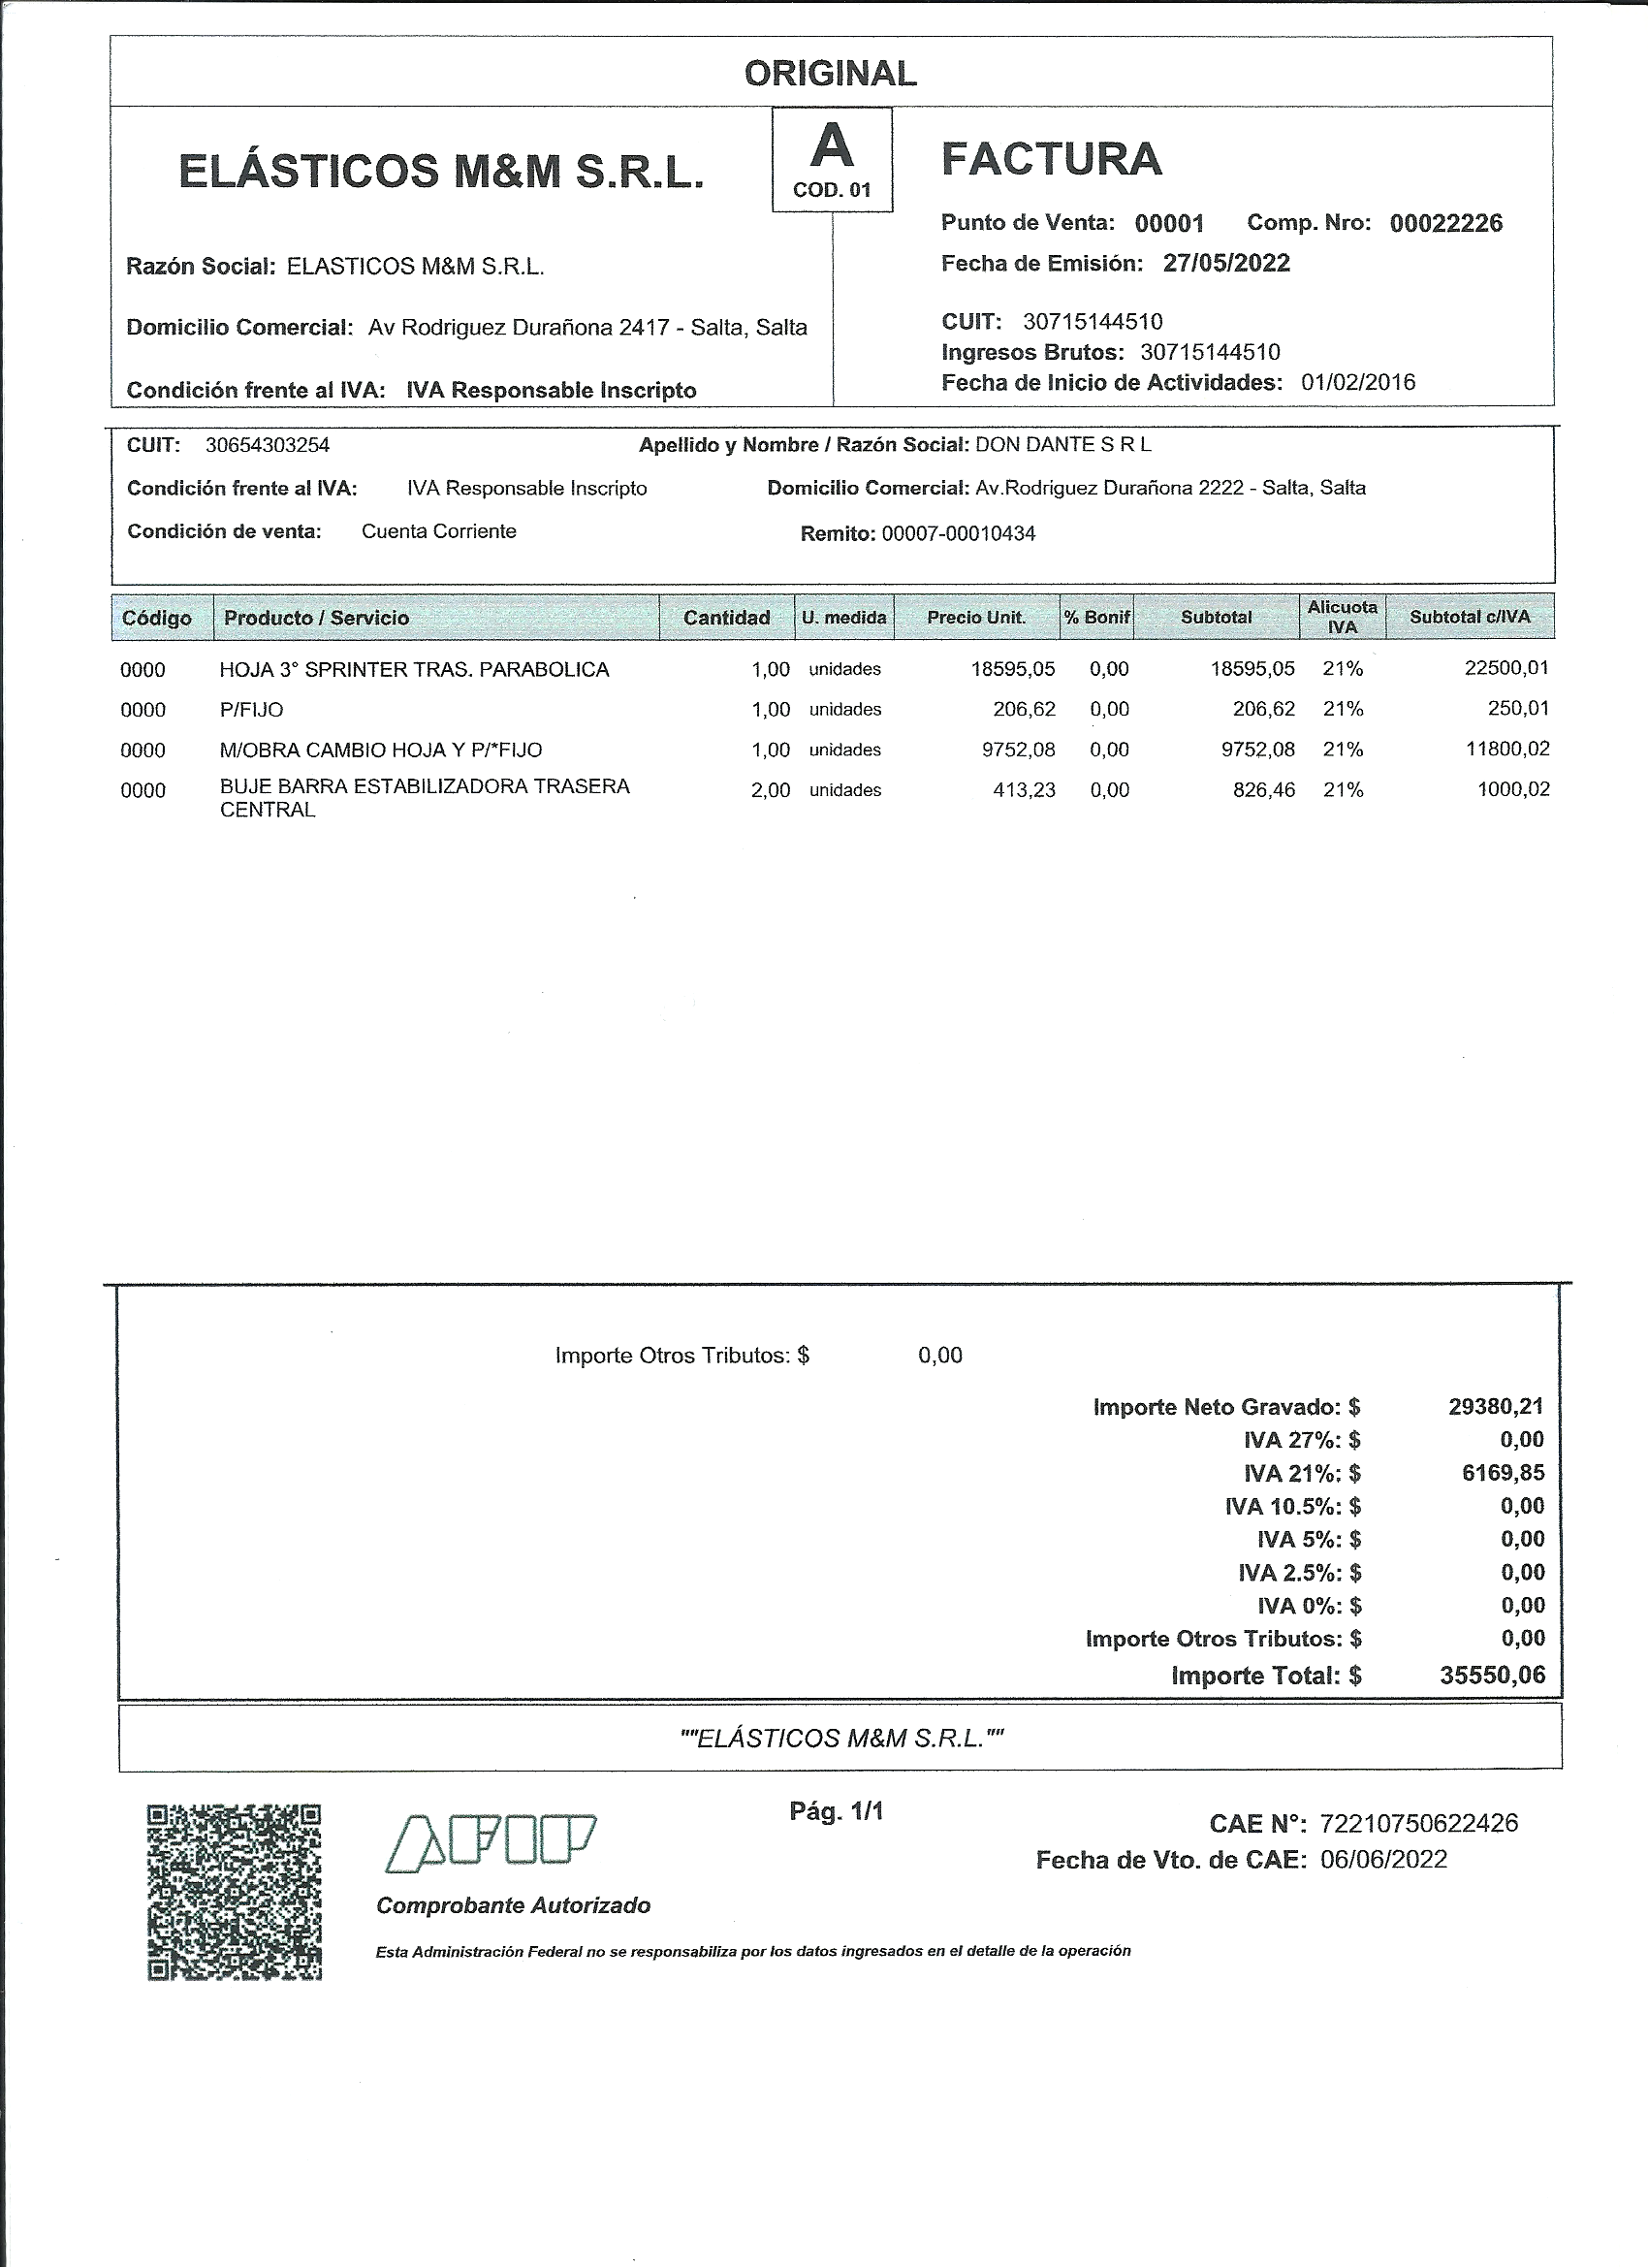 ORIGINAL
ELÁSTICOS M&M S.R.L.
A
COD. 01
FACTURA
Punto de Venta: 00001 Comp. Nro: 00022226
Razón Social: ELASTICOS M&M S.R.L.
Fecha de Emisión: 27/05/2022
Domicilio Comercial: Av Rodriguez Durañona 2417 - Salta, Salta
CUIT: 30715144510
Ingresos Brutos: 30715144510
Condición frente al IVA: IVA Responsable Inscripto
Fecha de Inicio de Actividades: 01/02/2016
CUIT: 30654303254 Apellido y Nombre / Razón Social: DON DANTE S R L
Condición frente al IVA: IVA Responsable Inscripto Domicilio Comercial: Av.Rodriguez Durañona 2222 - Salta, Salta
Condición de venta: Cuenta Corriente Remito: 00007-00010434
Código Producto / Servicio Cantidad U. medida Precio Unit. % Bonif Subtotal Alicuota IVA Subtotal c/IVA
0000 HOJA 3° SPRINTER TRAS. PARABOLICA 1,00 unidades 18595,05 0,00 18595,05 21% 22500,01
0000 P/FIJO 1,00 unidades 206,62 0,00 206,62 21% 250,01
0000 M/OBRA CAMBIO HOJA Y P/*FIJO 1,00 unidades 9752,08 0,00 9752,08 21% 11800,02
0000 BUJE BARRA ESTABILIZADORA TRASERA 2,00 unidades 413,23 0,00 826,46 21% 1000,02
CENTRAL
Importe Otros Tributos: $ 0,00
Importe Neto Gravado: $ 29380,21
IVA 27%: $ 0,00
IVA 21%: $ 6169,85
IVA 10.5%: $ 0,00
IVA 5%: $ 0,00
IVA 2.5%: $ 0,00
IVA 0%: $ 0,00
Importe Otros Tributos: $ 0,00
Importe Total: $ 35550,06
""ELÁSTICOS M&M S.R.L.""
AFIP
Pág. 1/1
CAE N°: 72210750622426
Fecha de Vto. de CAE: 06/06/2022
Comprobante Autorizado
Esta Administración Federal no se responsabiliza por los datos ingresados en el detalle de la operación